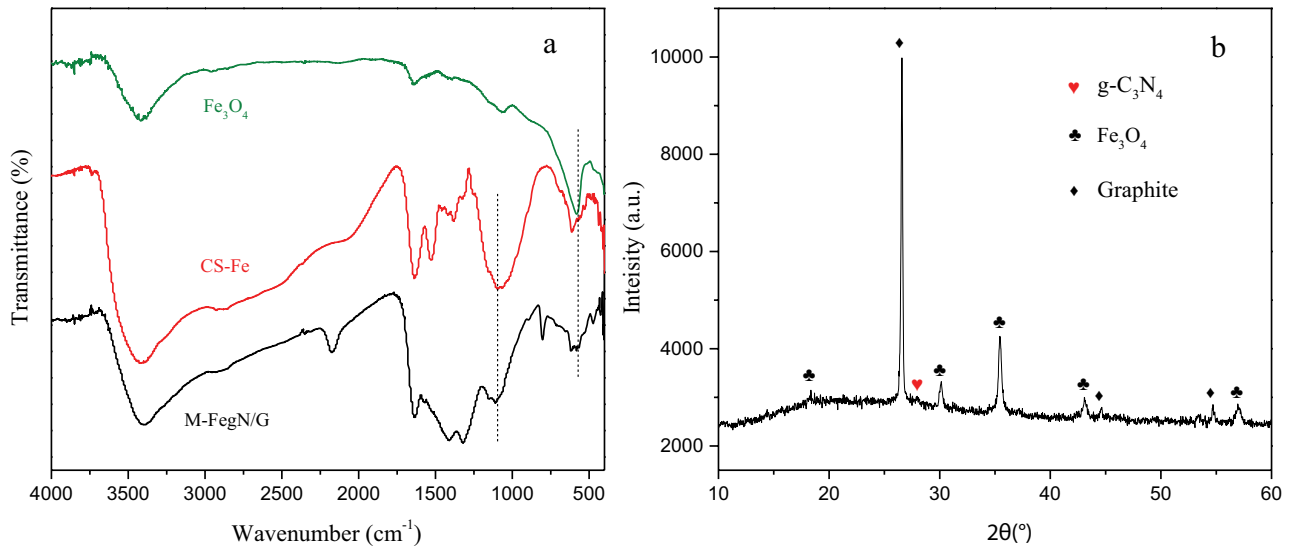 a
Fe₃O₄
CS-Fe
M-FegN/G
Transmittance (%)
4000 3500 3000 2500 2000 1500 1000 500
Wavenumber (cm⁻¹)
b
g-C₃N₄
Fe₃O₄
Graphite
10000
8000
6000
4000
2000
Inteisity (a.u.)
10 20 30 40 50 60
2θ(°)